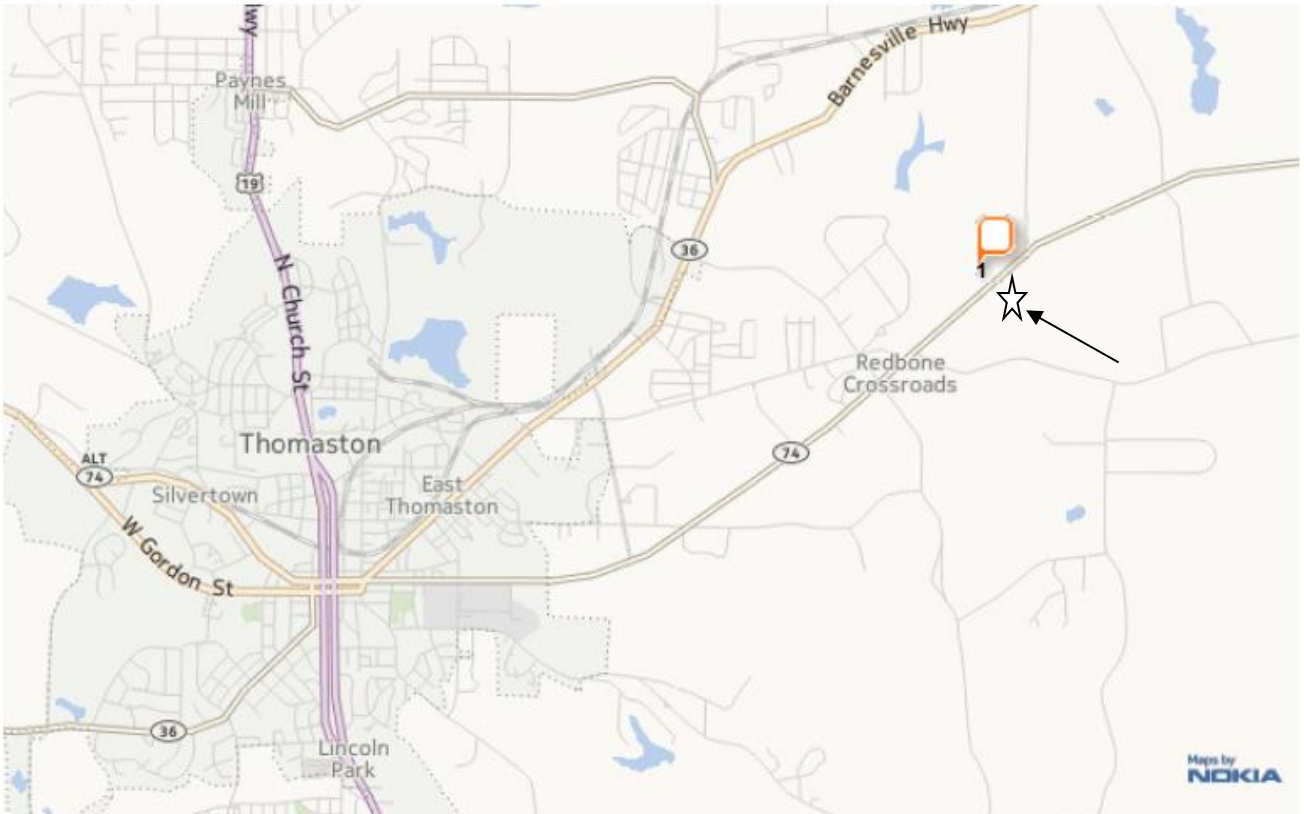 wy
Paynes
Mill
Barnesville Hwy
19
36
1
N Church St
Redbone
Crossroads
Thomaston
ALT
74
74
Silvertown
East
Thomaston
W Gordon St
36
Lincoln
Park
Maps by
NOKIA